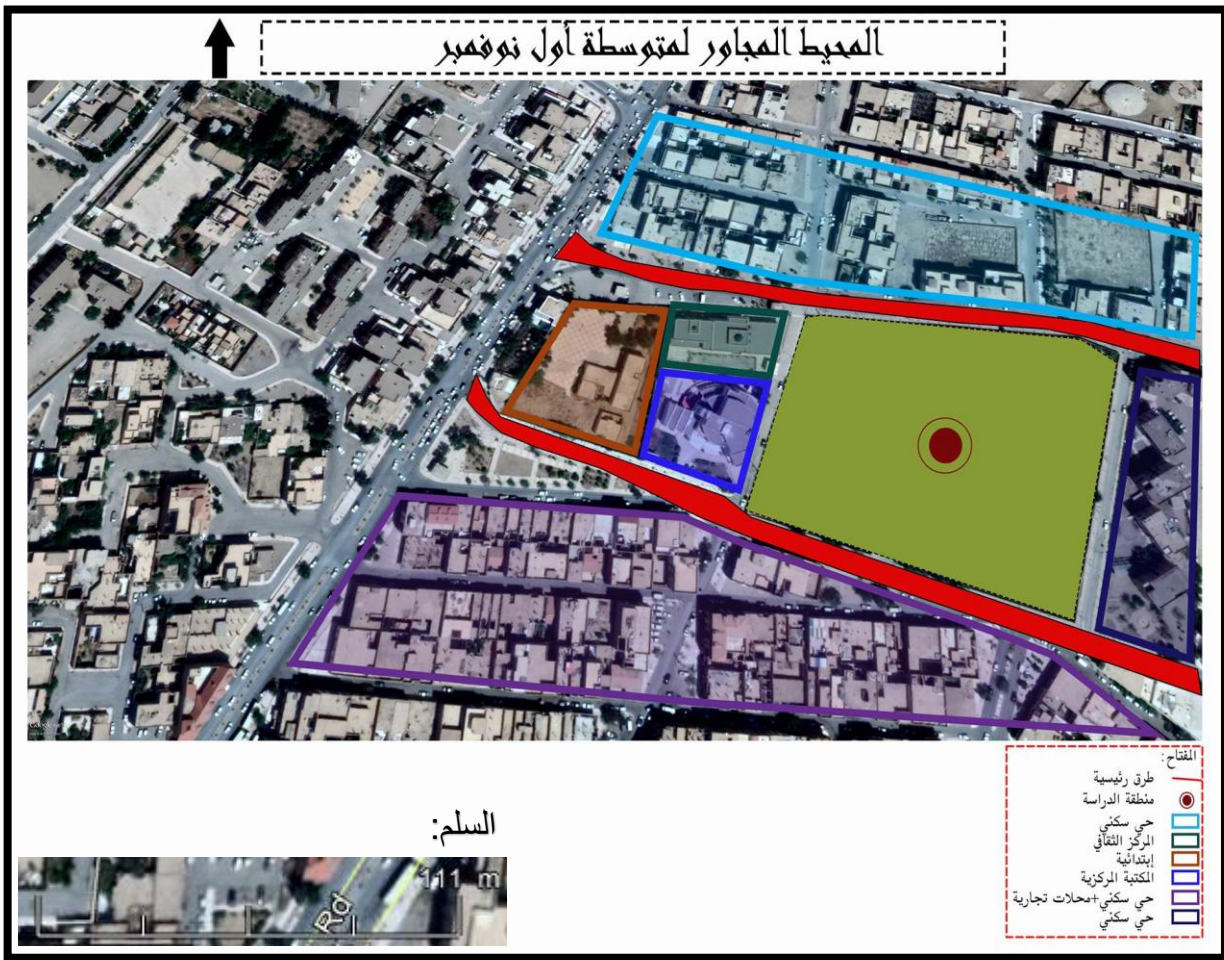 المحيط المجاور لمتوسطة أول نوفمبر
المفتاح:
طرق رئيسية
منطقة الدراسة
حي سكني
المركز الثقافي
إبتدائية
المكتبة المركزية
حي سكني+محلات تجارية
حي سكني
السلم:
111 m
Rd